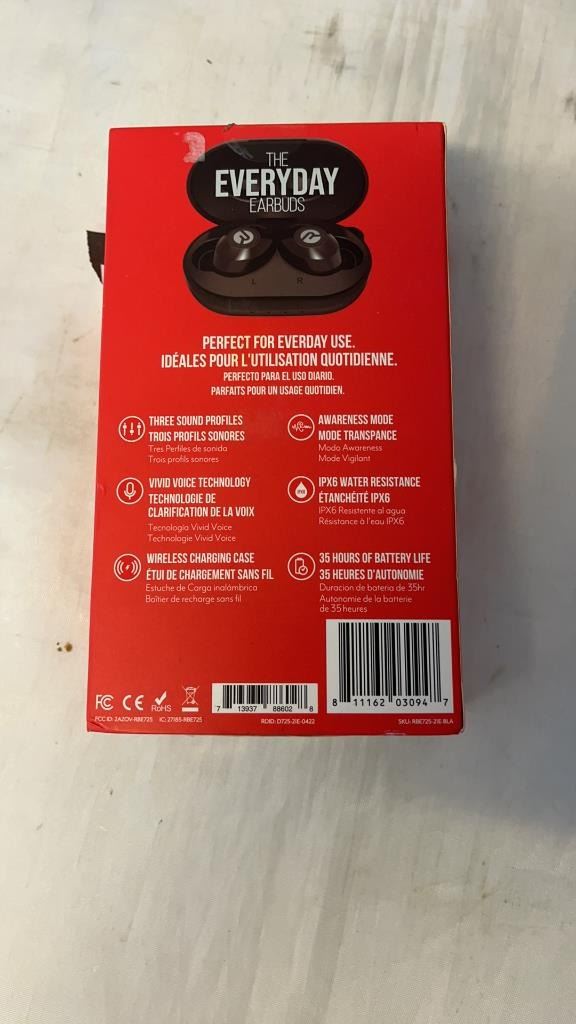 THE
EVERYDAY
EARBUDS
L R
PERFECT FOR EVERDAY USE.
IDÉALES POUR L'UTILISATION QUOTIDIENNE.
PERFECTO PARA EL USO DIARIO.
PARFAITS POUR UN USAGE QUOTIDIEN.
THREE SOUND PROFILES
TROIS PROFILS SONORES
Tres Perfiles de sonida
Trois profils sonores
AWARENESS MODE
MODE TRANSPANCE
Modo Awareness
Mode Vigilant
VIVID VOICE TECHNOLOGY
TECHNOLOGIE DE
CLARIFICATION DE LA VOIX
Tecnología Vivid Voice
Technologie Vivid Voice
IPX6
IPX6 WATER RESISTANCE
ÉTANCHÉITÉ IPX6
IPX6 Resistente al agua
Résistance à l'eau IPX6
WIRELESS CHARGING CASE
ÉTUI DE CHARGEMENT SANS FIL
Estuche de Carga inalámbrica
Boîtier de recharge sans fil
35 HOURS OF BATTERY LIFE
35 HEURES D'AUTONOMIE
Duracion de bateria de 35hr
Autonomie de la batterie
de 35 heures
FC CE RoHS
FCC ID: 2AZOV-RBE725 IC: 27185-RBE725
7 13937 88602 8
RDID: D725-21E-0422
8 11162 03094 7
SKU: RBE725-21E-BLA